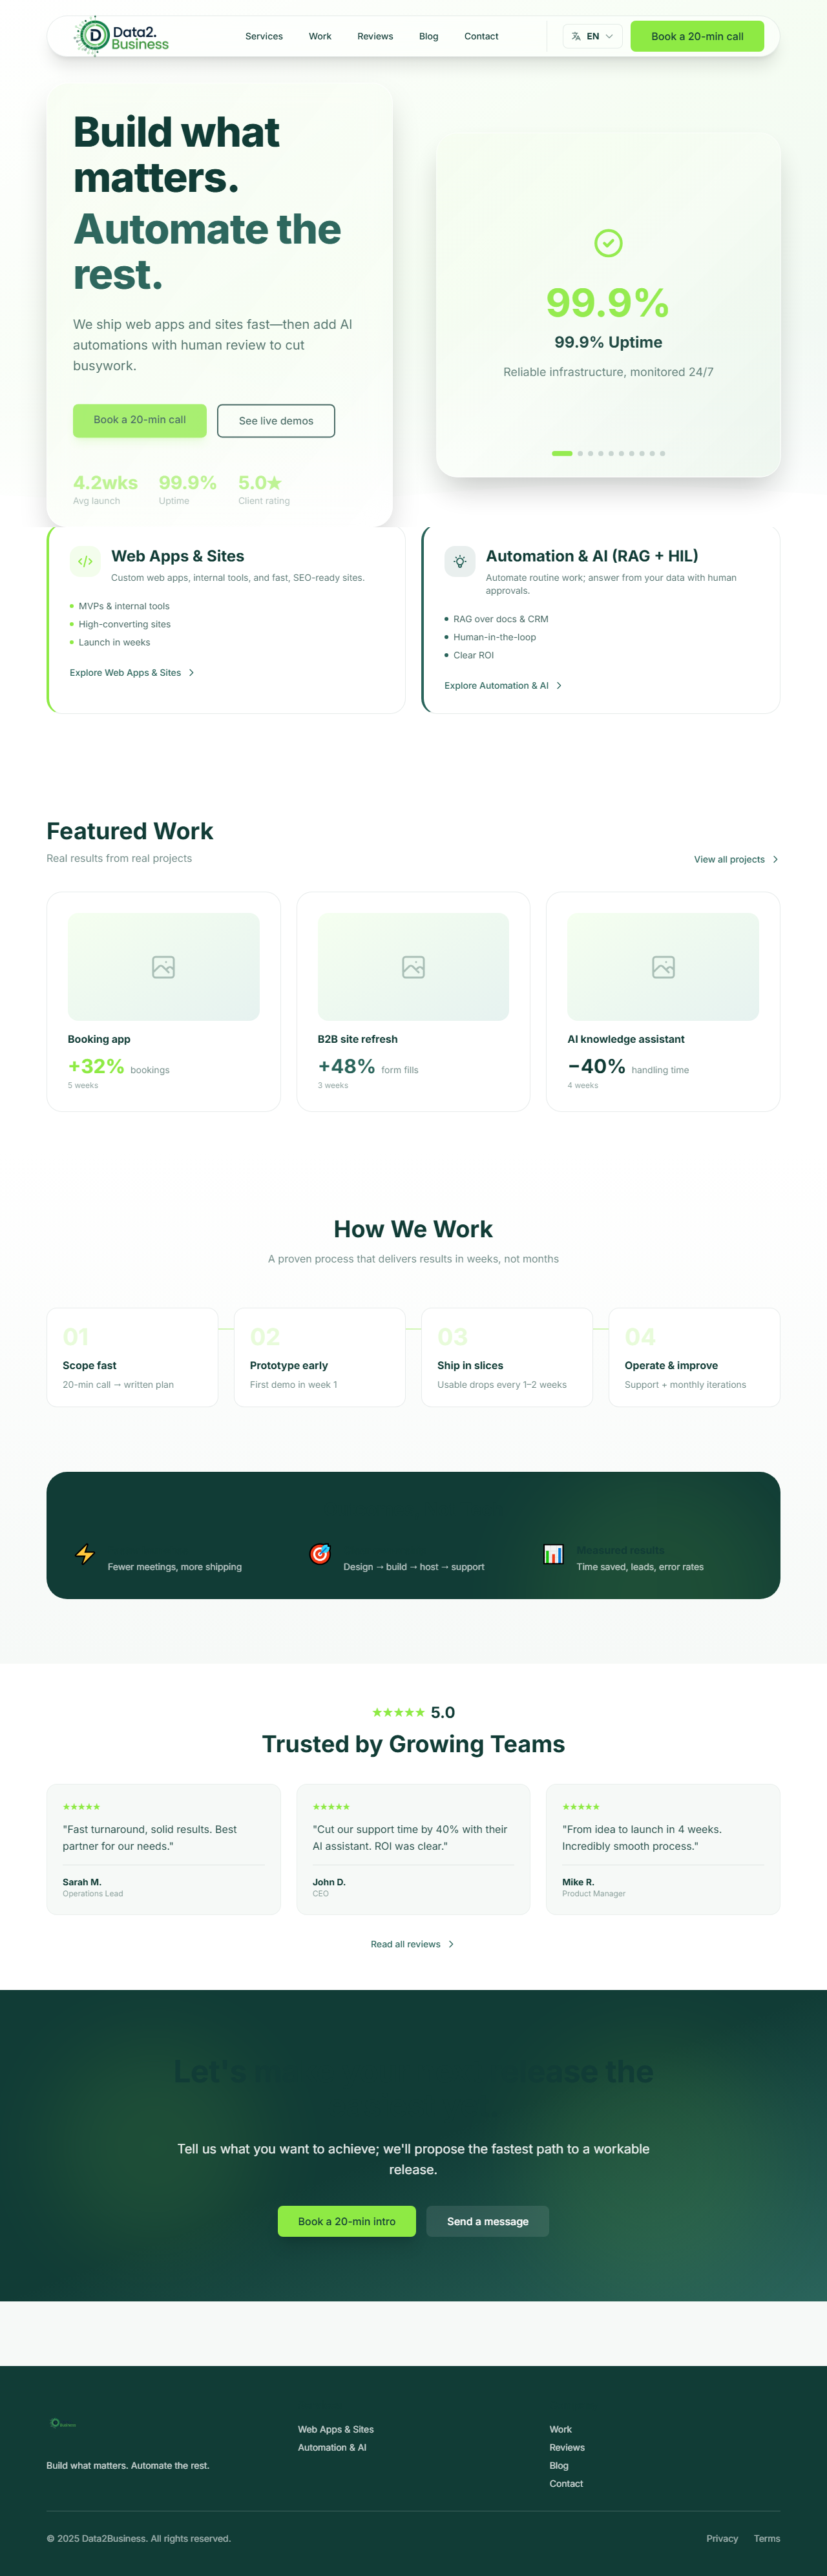 D
Data2.
Business
Services
Work
Reviews
Blog
Contact
EN
Book a 20-min call
Build what
matters.
Automate the
rest.
We ship web apps and sites fast—then add AI
automations with human review to cut
busywork.
Book a 20-min call
See live demos
4.2wks
Avg launch
99.9%
Uptime
5.0★
Client rating
99.9%
99.9% Uptime
Reliable infrastructure, monitored 24/7
Web Apps & Sites
Custom web apps, internal tools, and fast, SEO-ready sites.
MVPs & internal tools
High-converting sites
Launch in weeks
Explore Web Apps & Sites
Automation & AI (RAG + HIL)
Automate routine work; answer from your data with human
approvals.
RAG over docs & CRM
Human-in-the-loop
Clear ROI
Explore Automation & AI
Featured Work
Real results from real projects
View all projects
Booking app
+32% bookings
5 weeks
B2B site refresh
+48% form fills
3 weeks
AI knowledge assistant
−40% handling time
4 weeks
How We Work
A proven process that delivers results in weeks, not months
01
Scope fast
20-min call → written plan
02
Prototype early
First demo in week 1
03
Ship in slices
Usable drops every 1–2 weeks
04
Operate & improve
Support + monthly iterations
Fewer meetings, more shipping
Design → build → host → support
Measured results
Time saved, leads, error rates
★★★★★ 5.0
Trusted by Growing Teams
★★★★★
"Fast turnaround, solid results. Best
partner for our needs."
Sarah M.
Operations Lead
★★★★★
"Cut our support time by 40% with their
AI assistant. ROI was clear."
John D.
CEO
★★★★★
"From idea to launch in 4 weeks.
Incredibly smooth process."
Mike R.
Product Manager
Read all reviews
Let's the
Tell us what you want to achieve; we'll propose the fastest path to a workable
release.
Book a 20-min intro
Send a message
Build what matters. Automate the rest.
Web Apps & Sites
Automation & AI
Work
Reviews
Blog
Contact
© 2025 Data2Business. All rights reserved.
Privacy
Terms